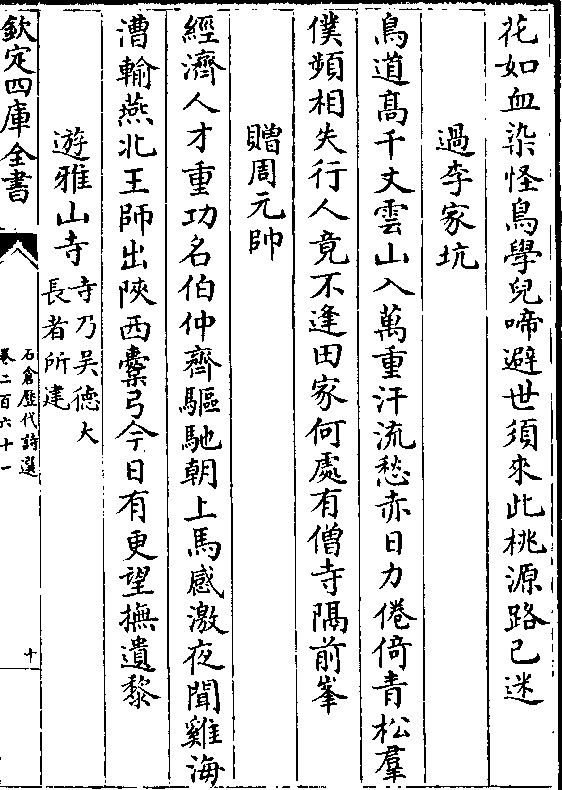 花如血染怪鳥學兒啼避世須來此桃源路已迷
過李家坑
鳥道髙千丈雲山入萬重汗流愁赤日力倦倚青松羣
僕頻相失行人竟不逢田家何處有僧寺隔前峯
贈周元帥
經濟人才重功名伯仲齊驅馳朝上馬感激夜聞雞海
漕輸燕北王師出陜西櫜弓今日有更望撫遺黎
遊雅山寺寺乃吳德大
長者所建
欽定四庫全書
石倉歷代詩選
卷二百六十一
十